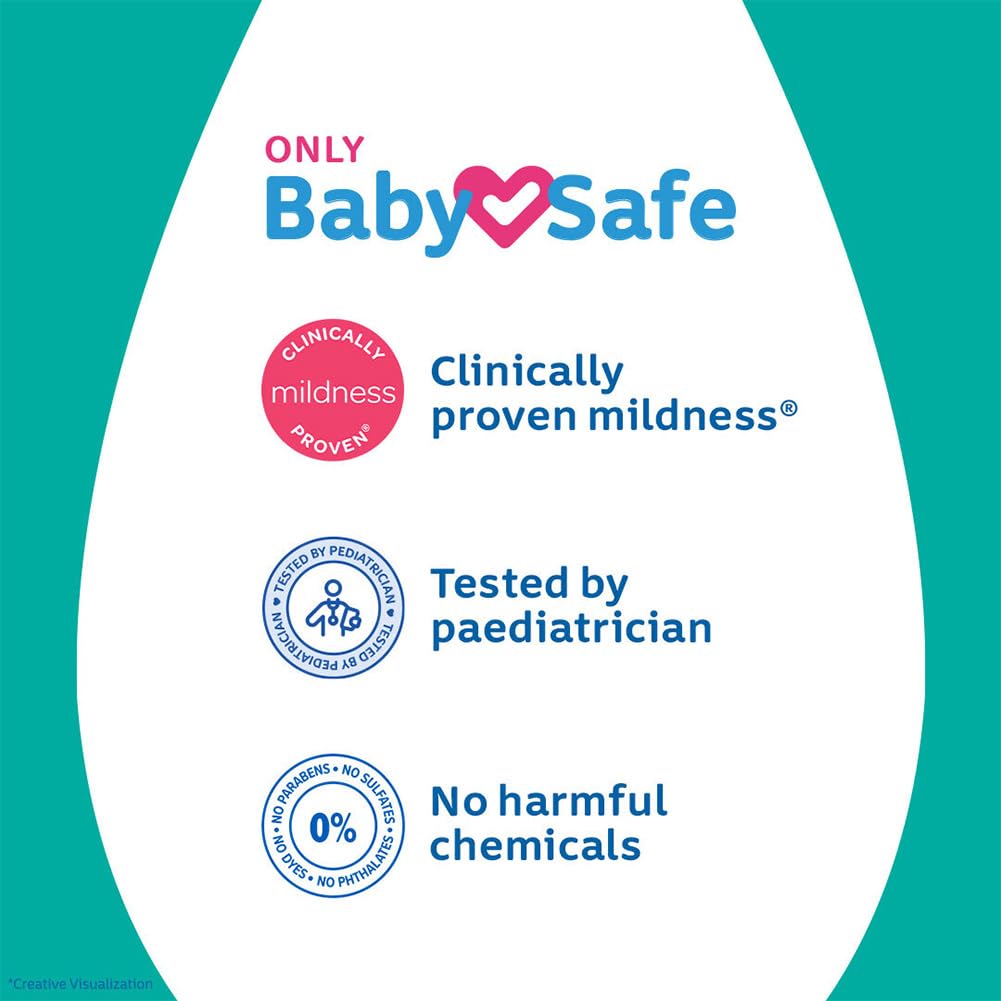 ONLY
Baby Safe
CLINICALLY
mildness
PROVEN®
Clinically
proven mildness®
TESTED BY PEDIATRICIAN
TESTED BY PEDIATRICIAN
Tested by
paediatrician
NO PARABENS • NO SULFATES • NO PHTHALATES • NO DYES •
0%
No harmful
chemicals
*Creative Visualization